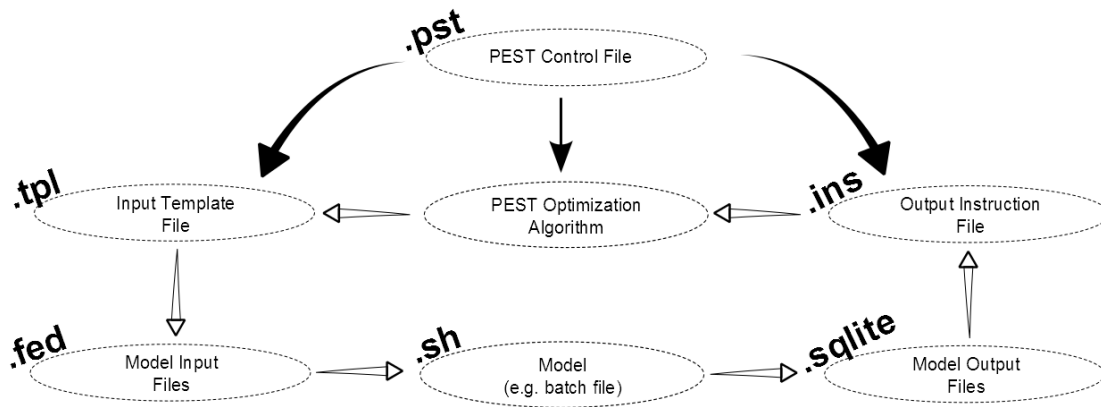 .pst
PEST Control File
.tpl
Input Template
File
PEST Optimization
Algorithm
.ins
Output Instruction
File
.fed
Model Input
Files
.sh
Model
(e.g. batch file)
.sqlite
Model Output
Files